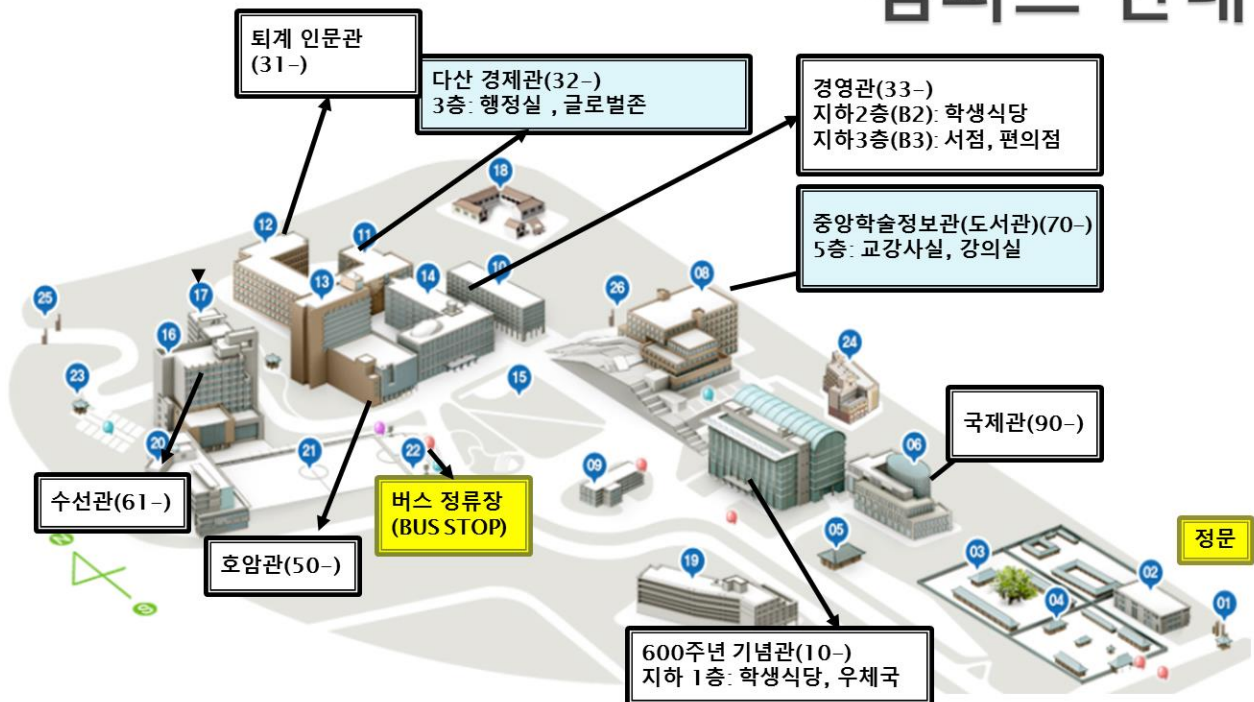 퇴계 인문관
(31-)
다산 경제관(32-)
3층: 행정실 , 글로벌존
경영관(33-)
지하2층(B2): 학생식당
지하3층(B3): 서점, 편의점
중앙학술정보관(도서관)(70-)
5층: 교강사실, 강의실
18
12
11
13
14
10
08
26
17
25
16
24
23
15
국제관(90-)
06
20
21
22
09
수선관(61-)
버스 정류장
(BUS STOP)
정문
05
호암관(50-)
19
03
02
04
01
N
S
600주년 기념관(10-)
지하 1층: 학생식당, 우체국